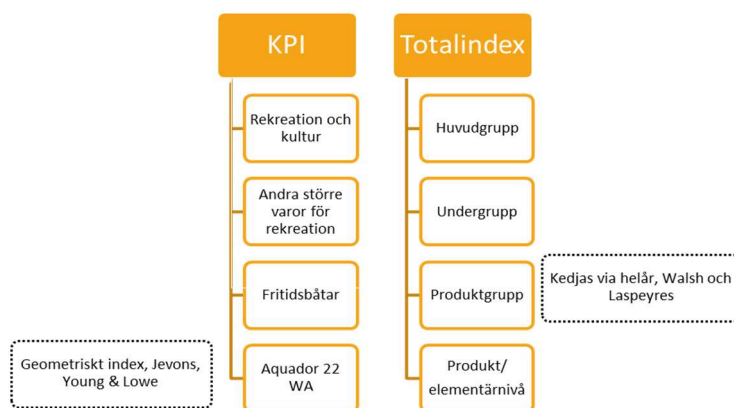 KPI
Rekreation och
kultur
Andra större
varor för
rekreation
Fritidsbåtar
Aquador 22
WA
Geometriskt index, Jevons,
Young & Lowe
Totalindex
Huvudgrupp
Undergrupp
Produktgrupp
Produkt/
elementärnivå
Kedjas via helår, Walsh och
Laspeyres